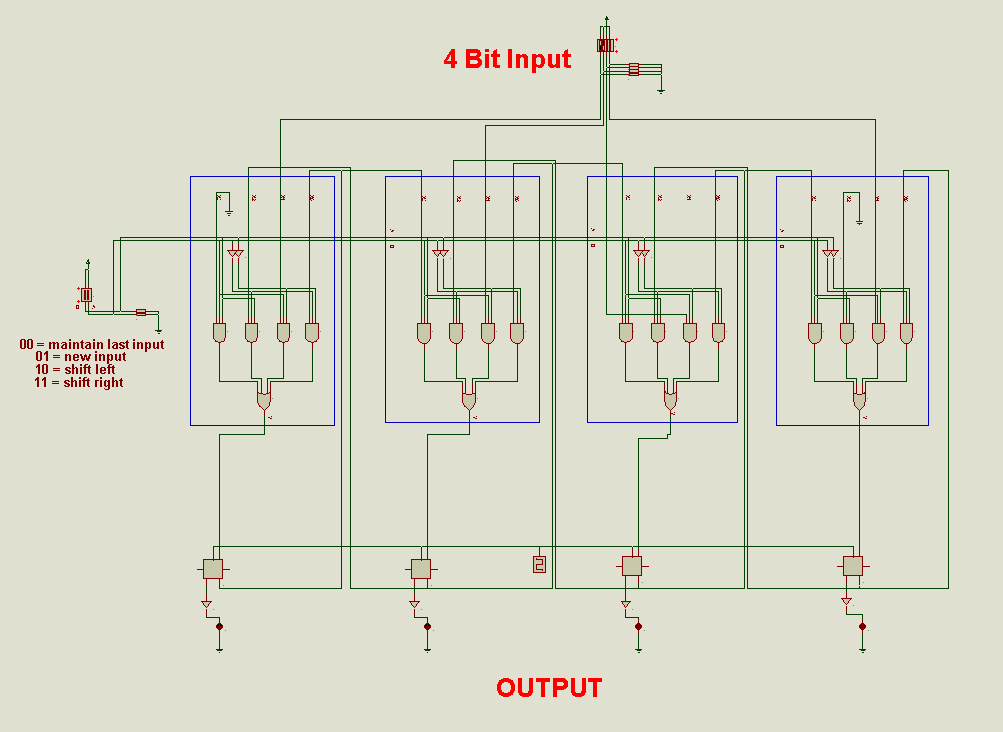 4 Bit Input
00 = maintain last input
01 = new input
10 = shift left
11 = shift right
OUTPUT